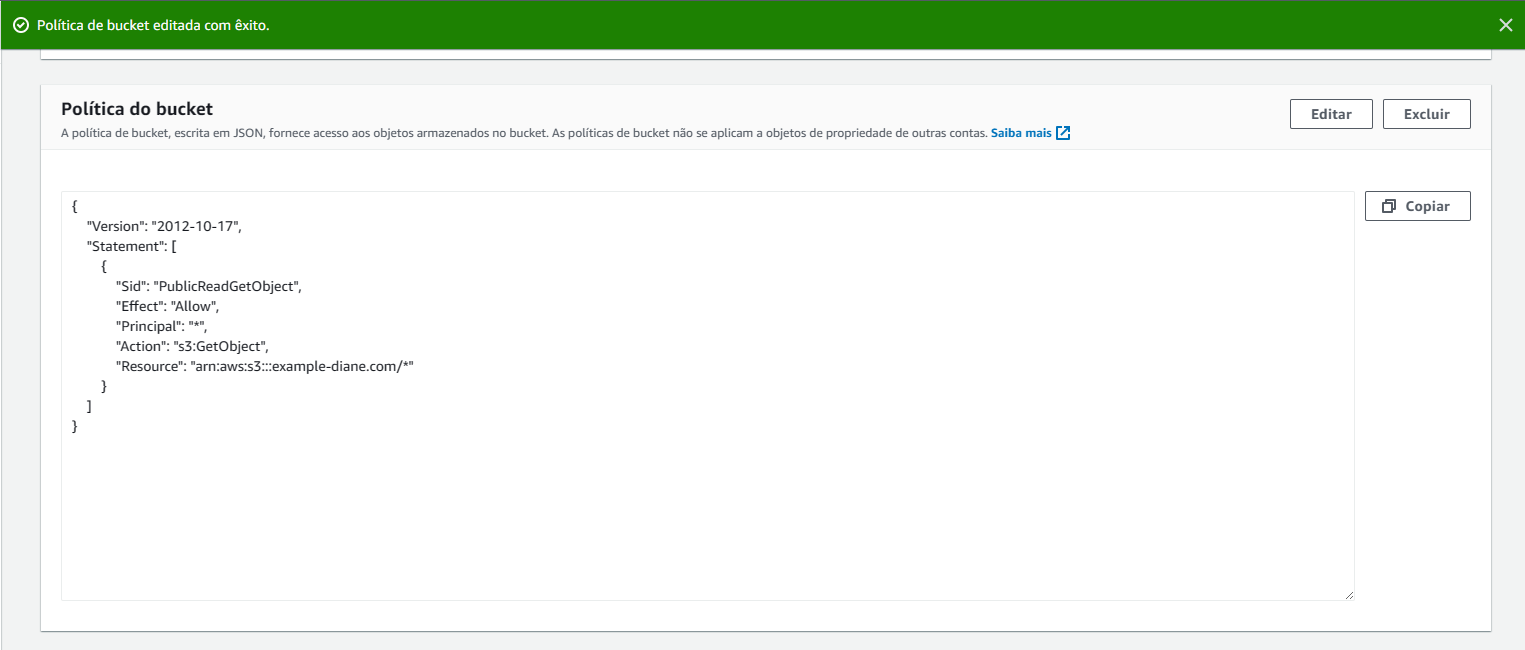 Política de bucket editada com êxito.
Política do bucket
A política de bucket, escrita em JSON, fornece acesso aos objetos armazenados no bucket. As políticas de bucket não se aplicam a objetos de propriedade de outras contas. Saiba mais
Editar
Excluir
Copiar
{
    "Version": "2012-10-17",
    "Statement": [
        {
            "Sid": "PublicReadGetObject",
            "Effect": "Allow",
            "Principal": "*",
            "Action": "s3:GetObject",
            "Resource": "arn:aws:s3:::example-diane.com/*"
        }
    ]
}